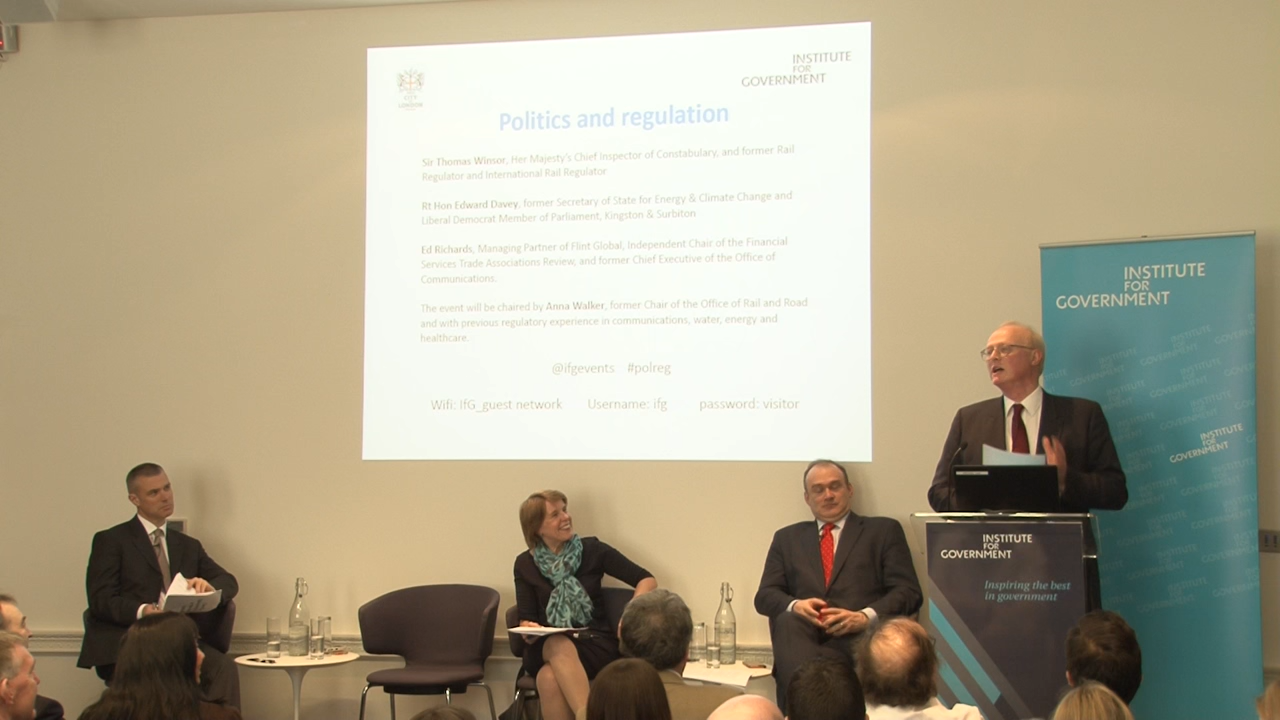 CITY
OF
LONDON
INSTITUTE
FOR
GOVERNMENT
Politics and regulation
Sir Thomas Winsor, Her Majesty's Chief Inspector of Constabulary, and former Rail
Regulator and International Rail Regulator
Rt Hon Edward Davey, former Secretary of State for Energy & Climate Change and
Liberal Democrat Member of Parliament, Kingston & Surbiton
Ed Richards, Managing Partner of Flint Global, Independent Chair of the Financial
Services Trade Associations Review, and former Chief Executive of the Office of
Communications.
The event will be chaired by Anna Walker, former Chair of the Office of Rail and Road
and with previous regulatory experience in communications, water, energy and
healthcare.
@ifgevents #polreg
Wifi: IfG_guest network Username: ifg password: visitor
INSTITUTE
FOR
GOVERNMENT
INSTITUTE
FOR
GOVERNMENT
INSTITUTE
FOR
GOVERNMENT
Inspiring the best
in government